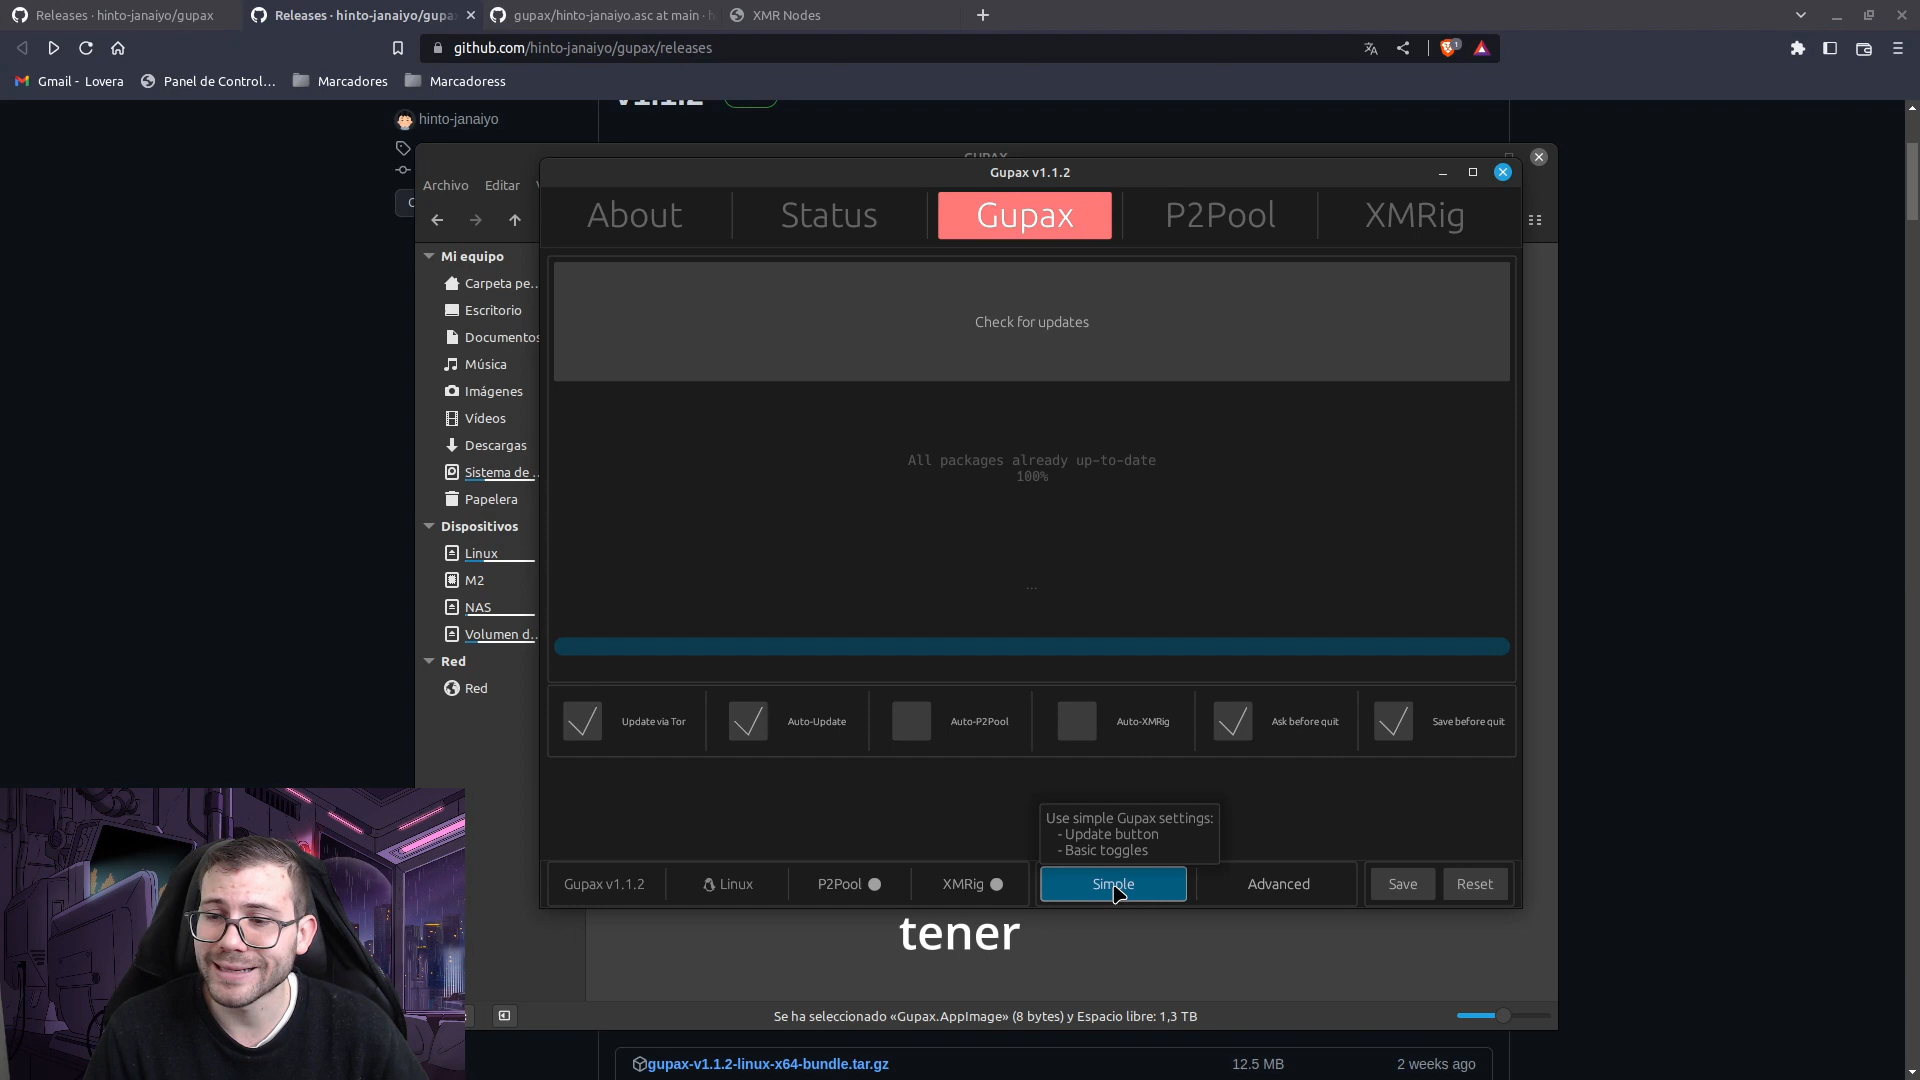 Releases · hinto-janaiyo/gupax
Releases · hinto-janaiyo/gupa
gupax/hinto-janaiyo.asc at main · h
XMR Nodes
github.com/hinto-janaiyo/gupax/releases
1
Gmail - Lovera
Panel de Control...
Marcadores
Marcadoress
v1.1.2
hinto-janaiyo
GUPAX
Gupax v1.1.2
Archivo
Editar
About
Status
Gupax
P2Pool
XMRig
Mi equipo
Carpeta pe...
Escritorio
Documentos
Música
Imágenes
Vídeos
Descargas
Sistema de ...
Papelera
Dispositivos
Linux
M2
NAS
Volumen d...
Red
Red
Check for updates
All packages already up-to-date
100%
...
Update via Tor
Auto-Update
Auto-P2Pool
Auto-XMRig
Ask before quit
Save before quit
Use simple Gupax settings:
- Update button
- Basic toggles
Gupax v1.1.2
Linux
P2Pool
XMRig
Simple
Advanced
Save
Reset
tener
Se ha seleccionado «Gupax.AppImage» (8 bytes) y Espacio libre: 1,3 TB
gupax-v1.1.2-linux-x64-bundle.tar.gz
12.5 MB
2 weeks ago